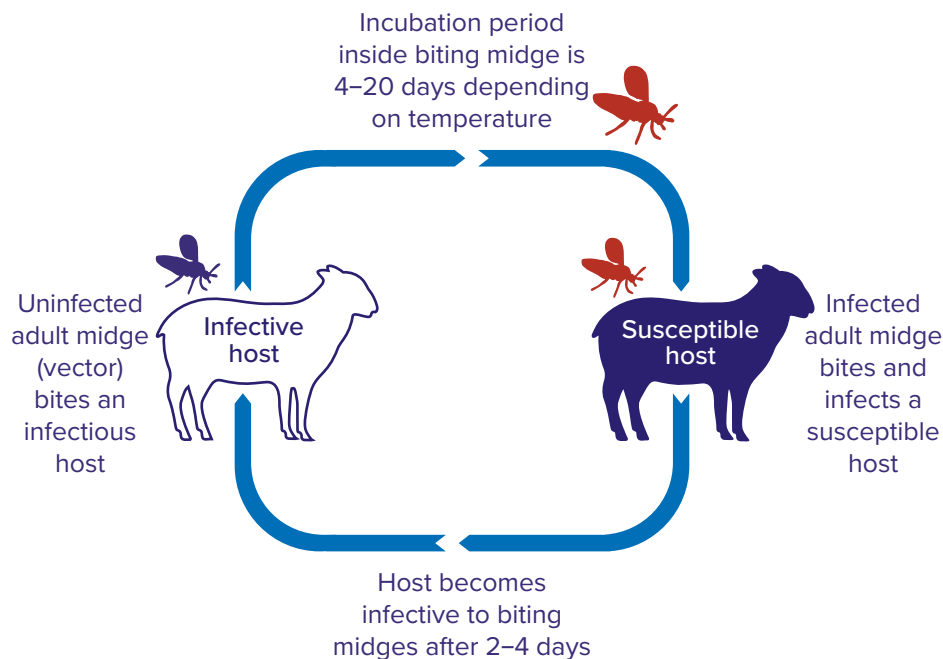 Incubation period
inside biting midge is
4–20 days depending
on temperature
Uninfected
adult midge
(vector)
bites an
infectious
host
Infective
host
Susceptible
host
Infected
adult midge
bites and
infects a
susceptible
host
Host becomes
infective to biting
midges after 2–4 days